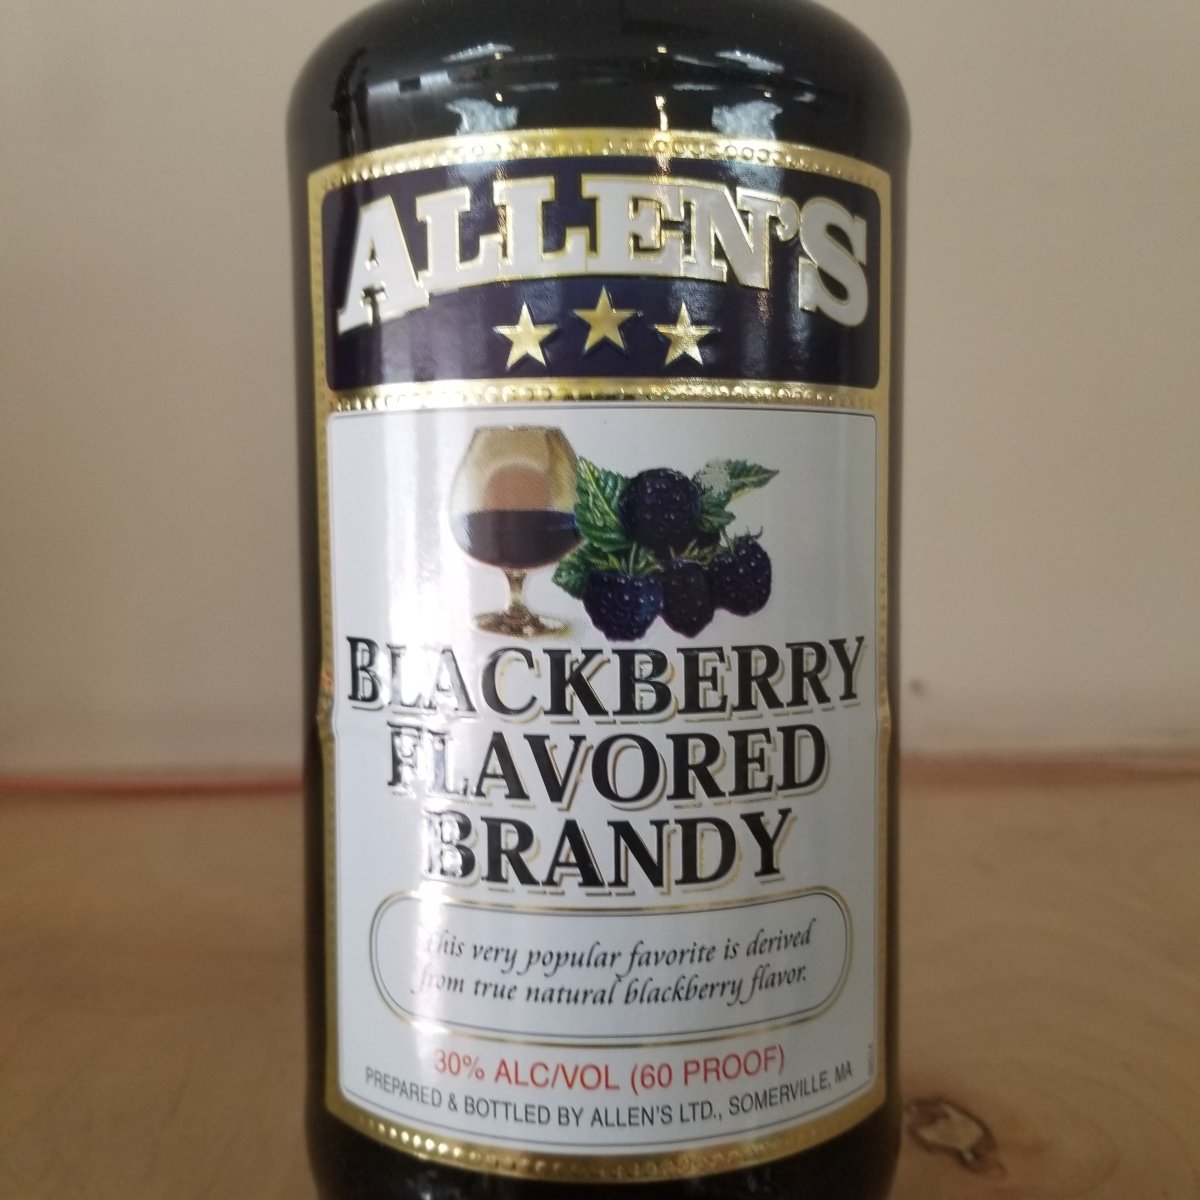 ALLEN'S
BLACKBERRY
FLAVORED
BRANDY
This very popular favorite is derived
from true natural blackberry flavor.
30% ALC/VOL (60 PROOF)
PREPARED & BOTTLED BY ALLEN'S LTD., SOMERVILLE, MA